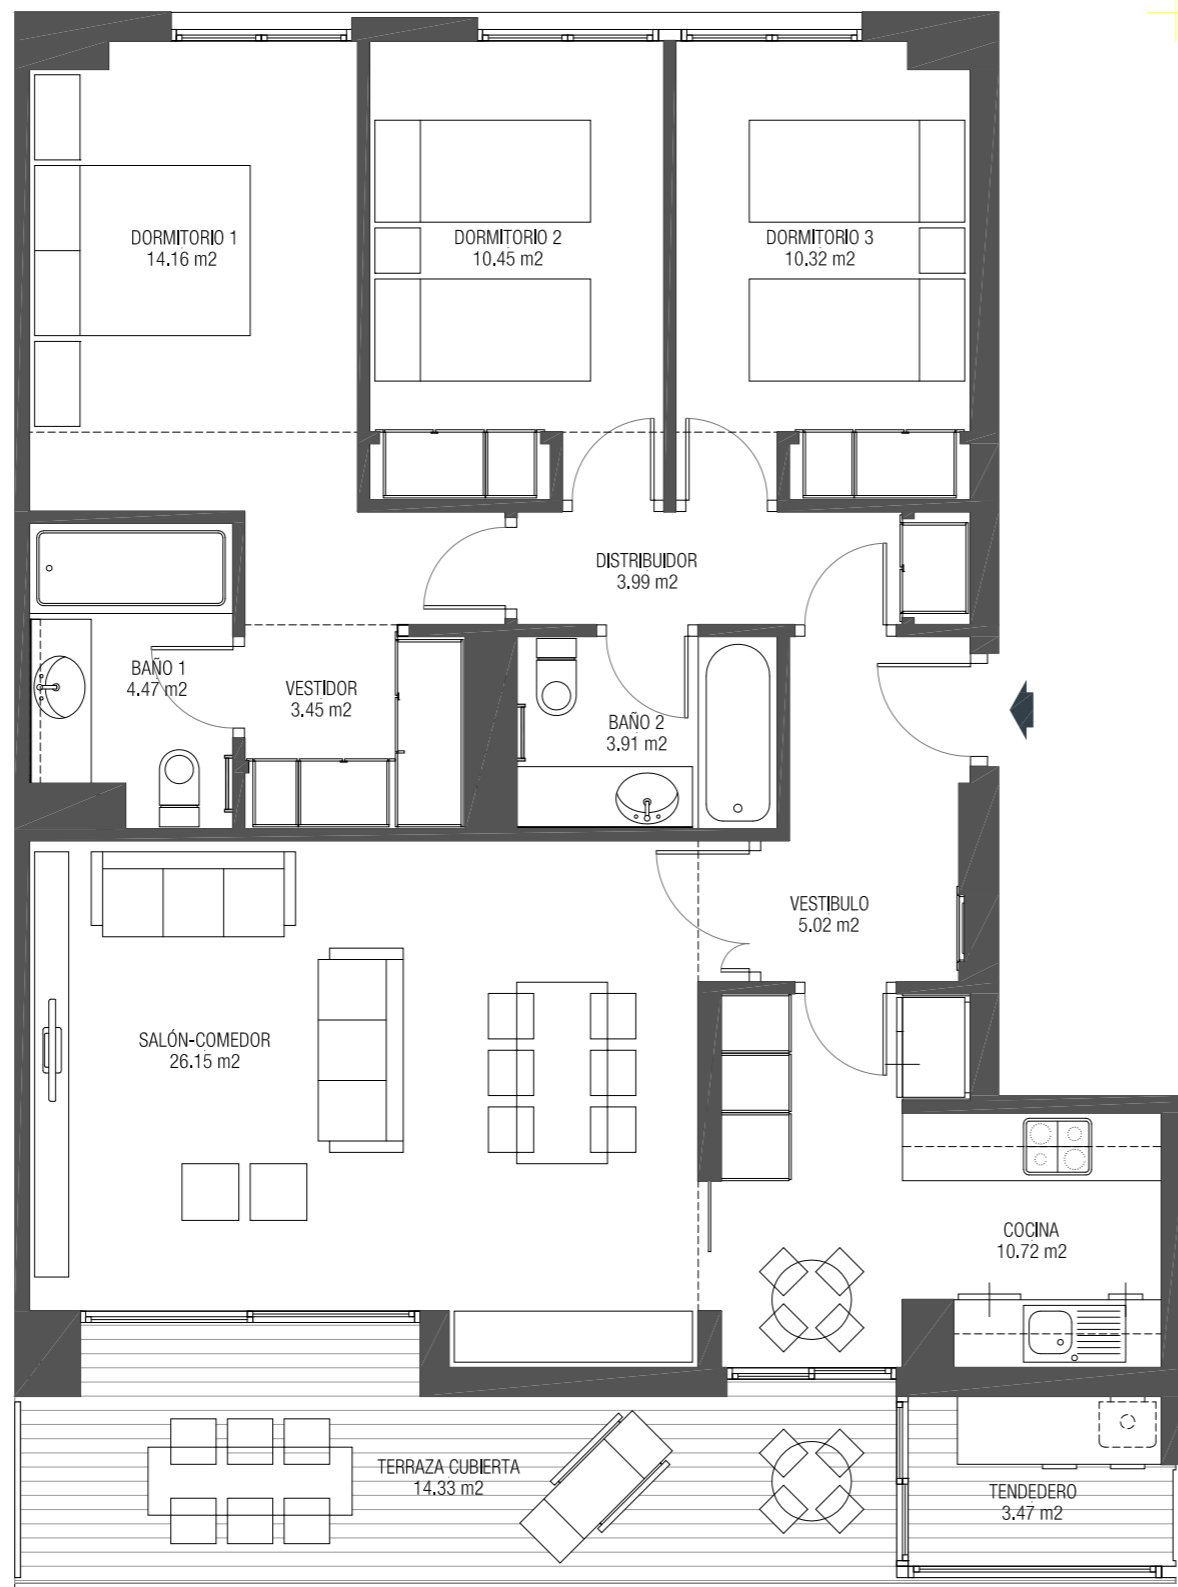 DORMITORIO 1
14.16 m2
DORMITORIO 2
10.45 m2
DORMITORIO 3
10.32 m2
DISTRIBUIDOR
3.99 m2
BAÑO 1
4.47 m2
VESTIDOR
3.45 m2
BAÑO 2
3.91 m2
VESTIBULO
5.02 m2
SALÓN-COMEDOR
26.15 m2
COCINA
10.72 m2
TERRAZA CUBIERTA
14.33 m2
TENDEDERO
3.47 m2